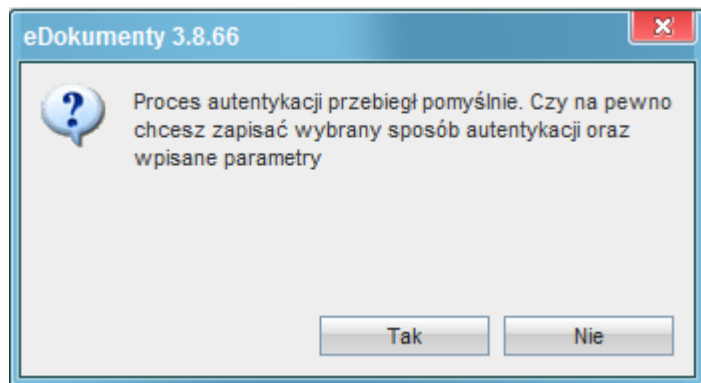 eDokumenty 3.8.66
Proces autentykacji przebiegł pomyślnie. Czy na pewno
chcesz zapisać wybrany sposób autentykacji oraz
wpisane parametry
Tak
Nie